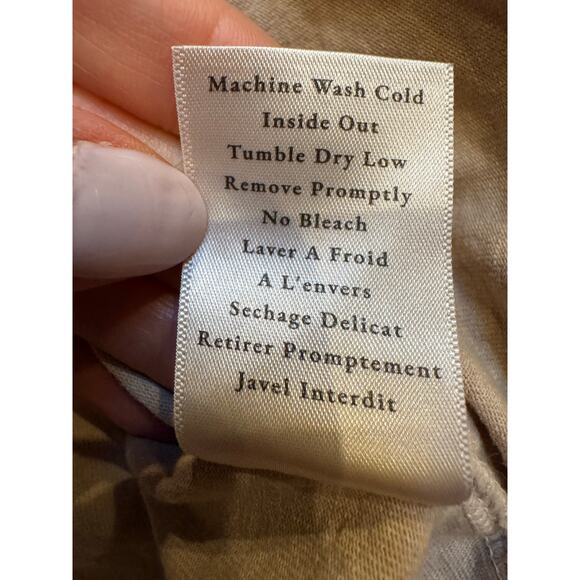 Machine Wash Cold
Inside Out
Tumble Dry Low
Remove Promptly
No Bleach
Laver A Froid
A L'envers
Sechage Delicat
Retirer Promptement
Javel Interdit